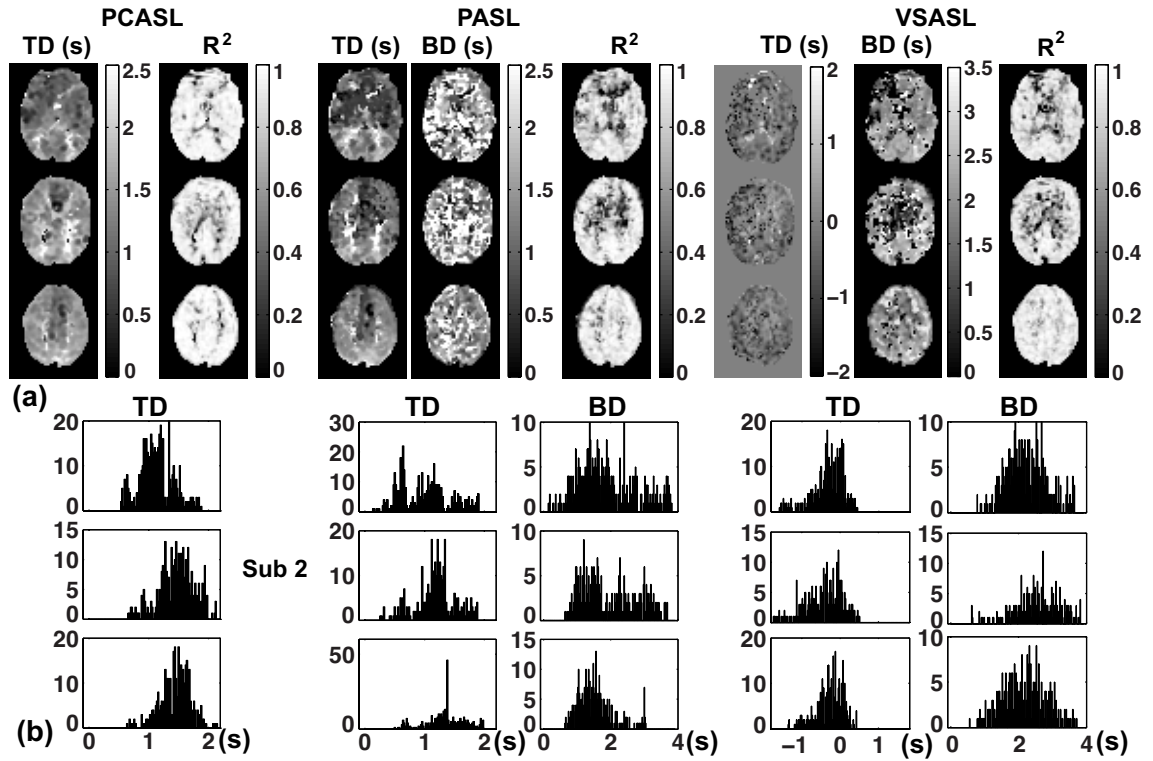 PCASL PASL VSASL
TD (s) R² TD (s) BD (s) R² TD (s) BD (s) R²
2.5 1 2.5 1 2 3.5 1
2 0.8 2 0.8 1 3 0.8
1.5 0.6 1.5 0.6 0 2.5 0.6
1 0.4 1 0.4 −1 2 0.4
0.5 0.2 0.5 0.2 −2 1.5 0.2
0 0 0 0 1 0
0.5
0
(a)
TD TD BD TD BD
20 30 10 20 10
10 20 5 10 5
0 10 0 0 0
0
15 20 10 15 15
10 10 5 10 10
5 0 0 5 5
0 0 0
Sub 2
20 50 15 20 10
10 0 10 10 5
0 5 0 0
0
(b)
0 1 2 (s) 0 1 2 (s) 0 2 4 (s) −1 0 1 (s) 0 2 4 (s)